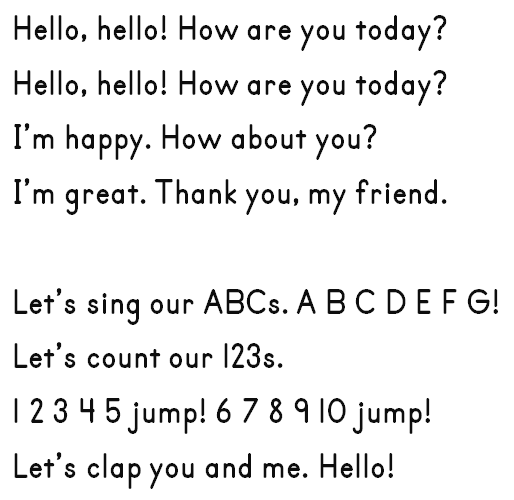 Hello, hello! How are you today?
Hello, hello! How are you today?
I'm happy. How about you?
I'm great. Thank you, my friend.
Let's sing our ABCs. A B C D E F G!
Let's count our 123s.
1 2 3 4 5 jump! 6 7 8 9 10 jump!
Let's clap you and me. Hello!